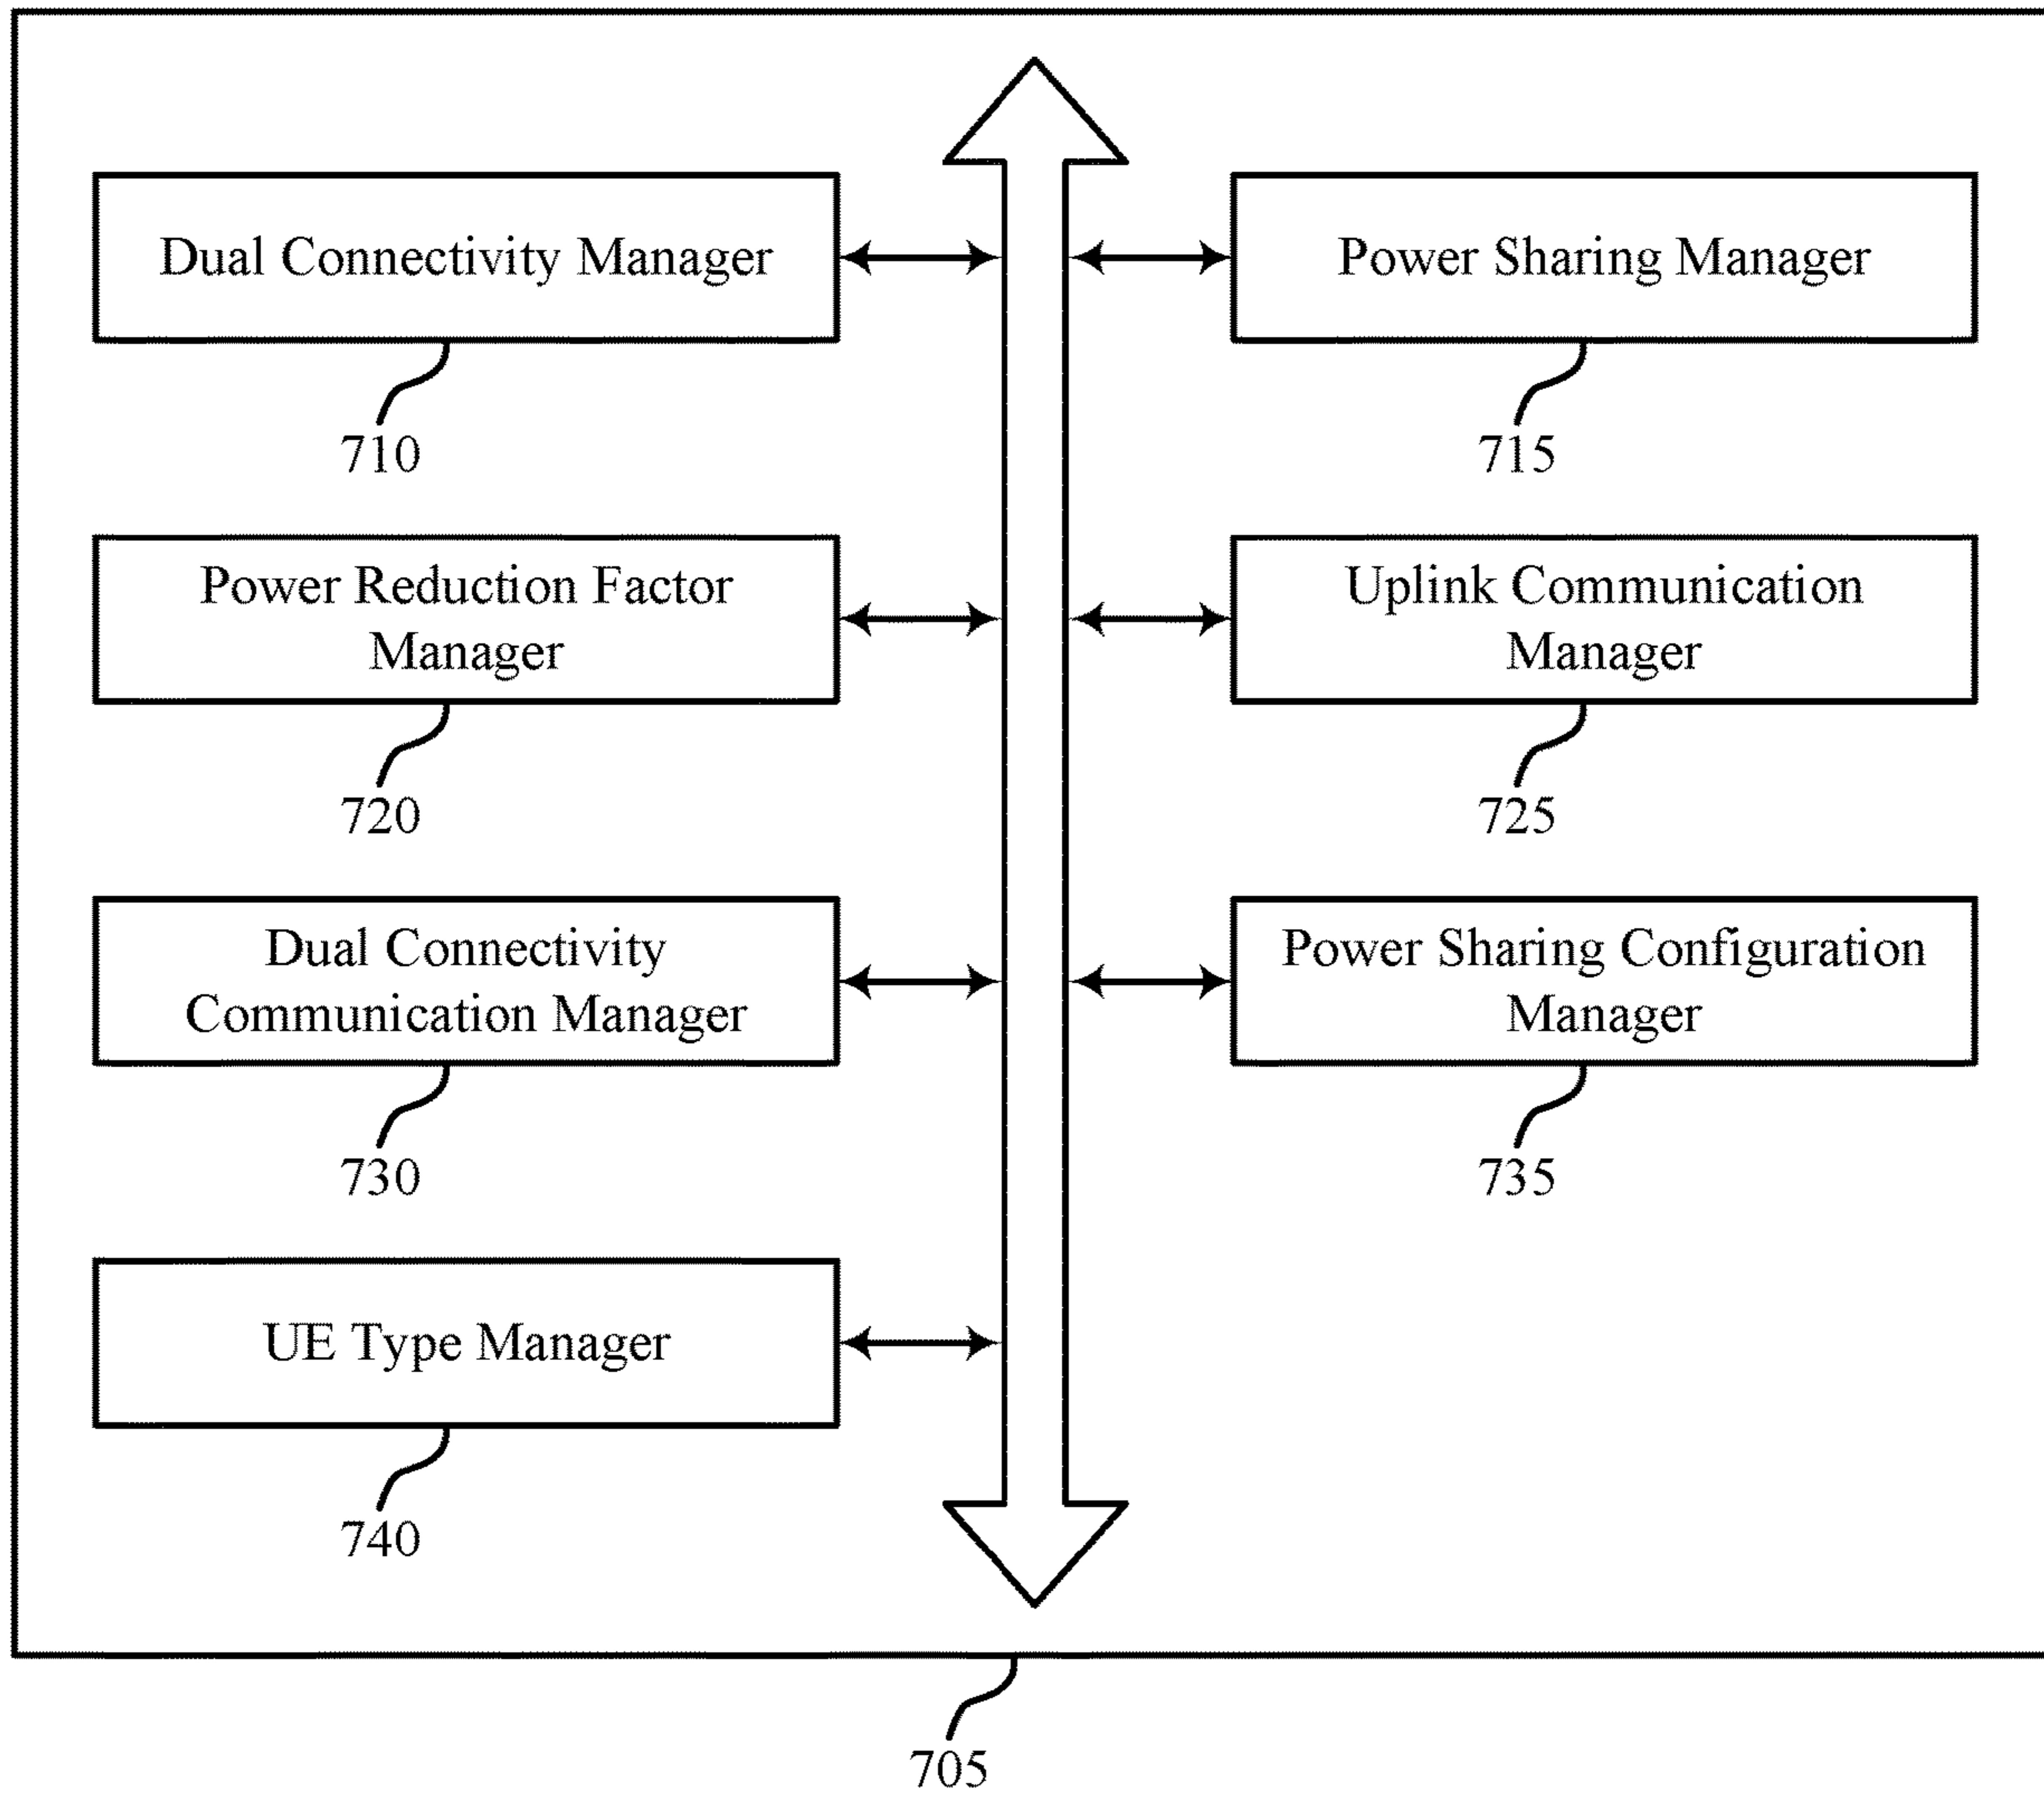 Dual Connectivity Manager
710
Power Sharing Manager
715
Power Reduction Factor
Manager
720
Uplink Communication
Manager
725
Dual Connectivity
Communication Manager
730
Power Sharing Configuration
Manager
735
UE Type Manager
740
705